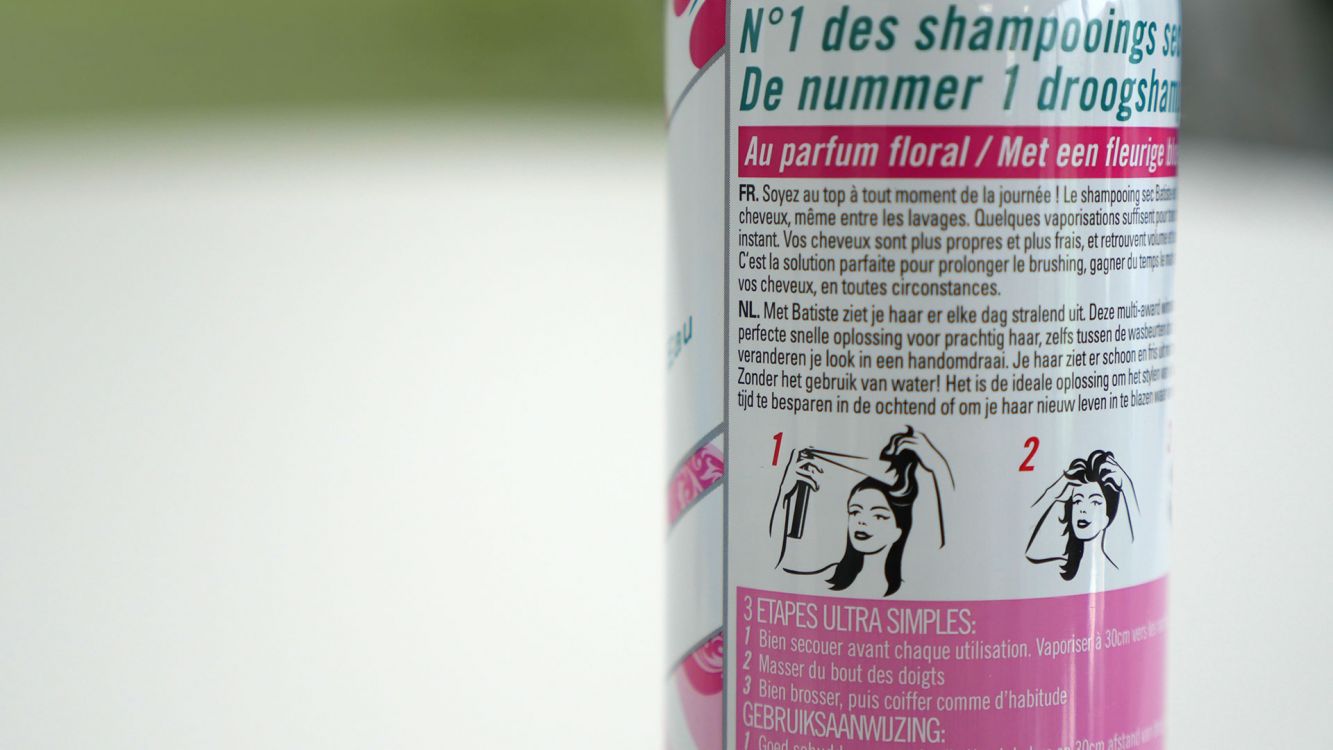 N°1 des shampooings
De nummer 1
Au parfum floral / Met een fleurige
FR. Soyez au top à tout moment de la journée ! Le shampooing sec Batiste
cheveux, même entre les lavages. Quelques vaporisations suffisent pour
instant. Vos cheveux sont plus propres et plus frais, et retrouvent volume et
C'est la solution parfaite pour prolonger le brushing, gagner du temps le
vos cheveux, en toutes circonstances.
NL. Met Batiste ziet je haar er elke dag stralend uit. Deze multi-award
perfecte snelle oplossing voor prachtig haar, zelfs tussen de wasbeurten
veranderen je look in een handomdraai. Je haar ziet er schoon en fris uit
Zonder het gebruik van water! Het is de ideale oplossing om het stylen
tijd te besparen in de ochtend of om je haar nieuw leven in te blazen
eau
1
2
3 ETAPES ULTRA SIMPLES:
1 Bien secouer avant chaque utilisation. Vaporiser à 30cm vers les
2 Masser du bout des doigts
3 Bien brosser, puis coiffer comme d'habitude
GEBRUIKSAANWIJZING:
1 Goed